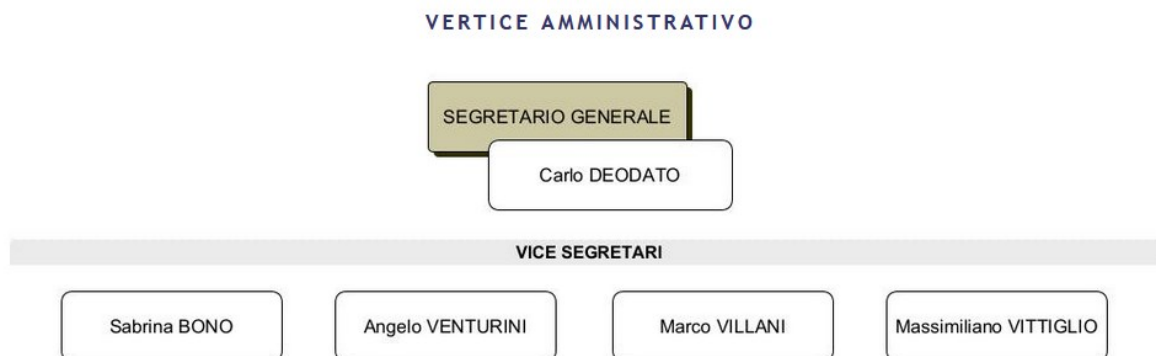 VERTICE AMMINISTRATIVO
SEGRETARIO GENERALE
Carlo DEODATO
VICE SEGRETARI
Sabrina BONO
Angelo VENTURINI
Marco VILLANI
Massimiliano VITTIGLIO